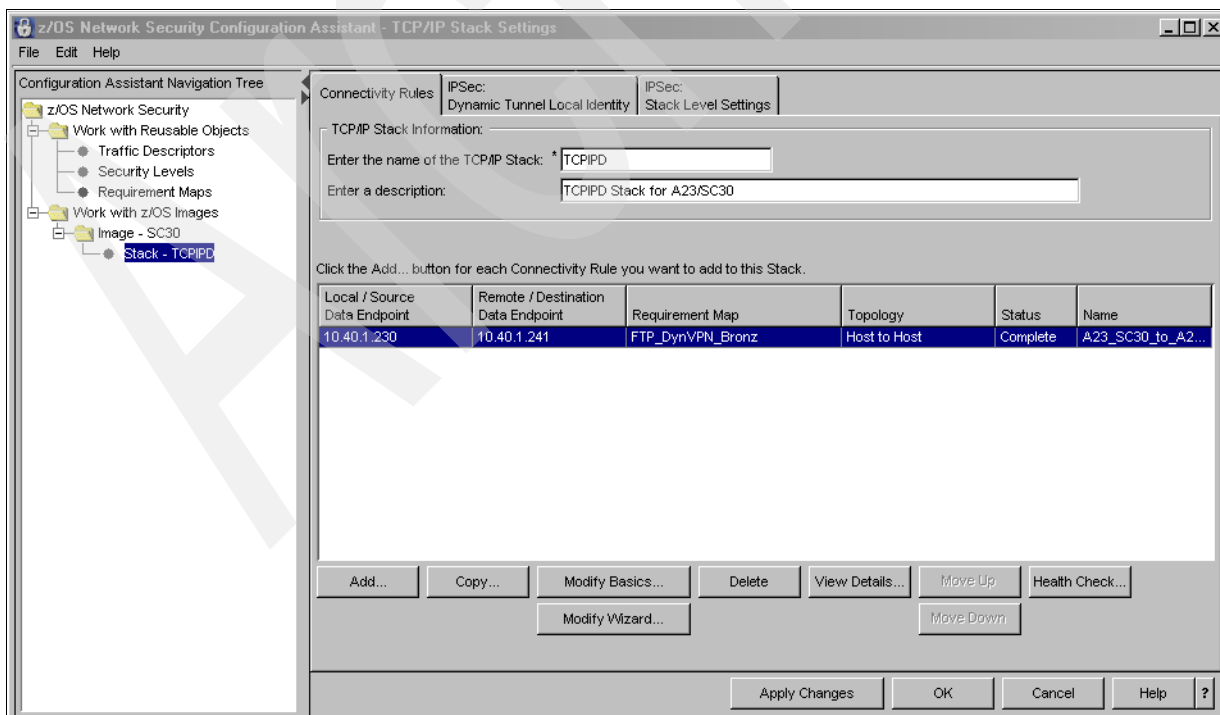 z/OS Network Security Configuration Assistant - TCP/IP Stack Settings
File Edit Help
Configuration Assistant Navigation Tree
z/OS Network Security
Work with Reusable Objects
Traffic Descriptors
Security Levels
Requirement Maps
Work with z/OS Images
Image - SC30
Stack - TCPIPD
Connectivity Rules
IPSec:
Dynamic Tunnel Local Identity
IPSec:
Stack Level Settings
TCP/IP Stack Information:
Enter the name of the TCP/IP Stack: * TCPIPD
Enter a description: TCPIPD Stack for A23/SC30
Click the Add... button for each Connectivity Rule you want to add to this Stack.
Local / Source
Data Endpoint
Remote / Destination
Data Endpoint
Requirement Map
Topology
Status
Name
10.40.1.230 10.40.1.241 FTP_DynVPN_Bronz Host to Host Complete A23_SC30_to_A2...
Add... Copy... Modify Basics... Delete View Details... Move Up Health Check...
Modify Wizard... Move Down
Apply Changes OK Cancel Help ?